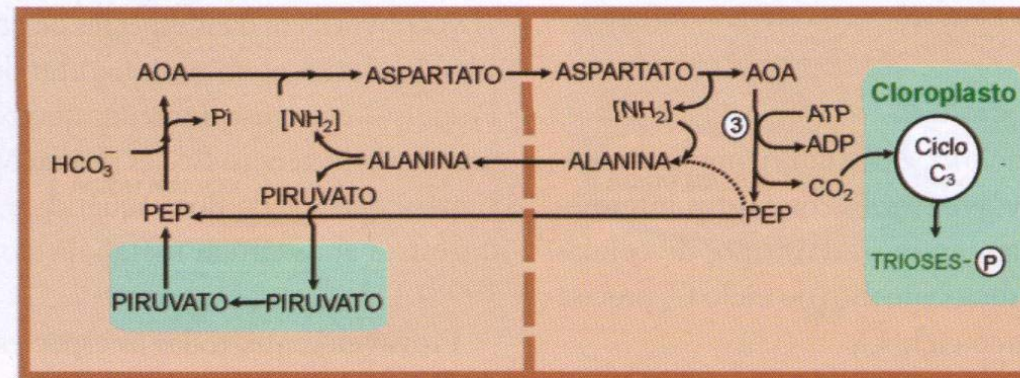 AOA
ASPARTATO
ASPARTATO
AOA
Cloroplasto
Pi
[NH₂]
[NH₂]
③
ATP
ADP
Ciclo
C₃
HCO₃⁻
ALANINA
ALANINA
CO₂
PIRUVATO
PEP
PEP
TRIOSES-Ⓟ
PIRUVATO
PIRUVATO